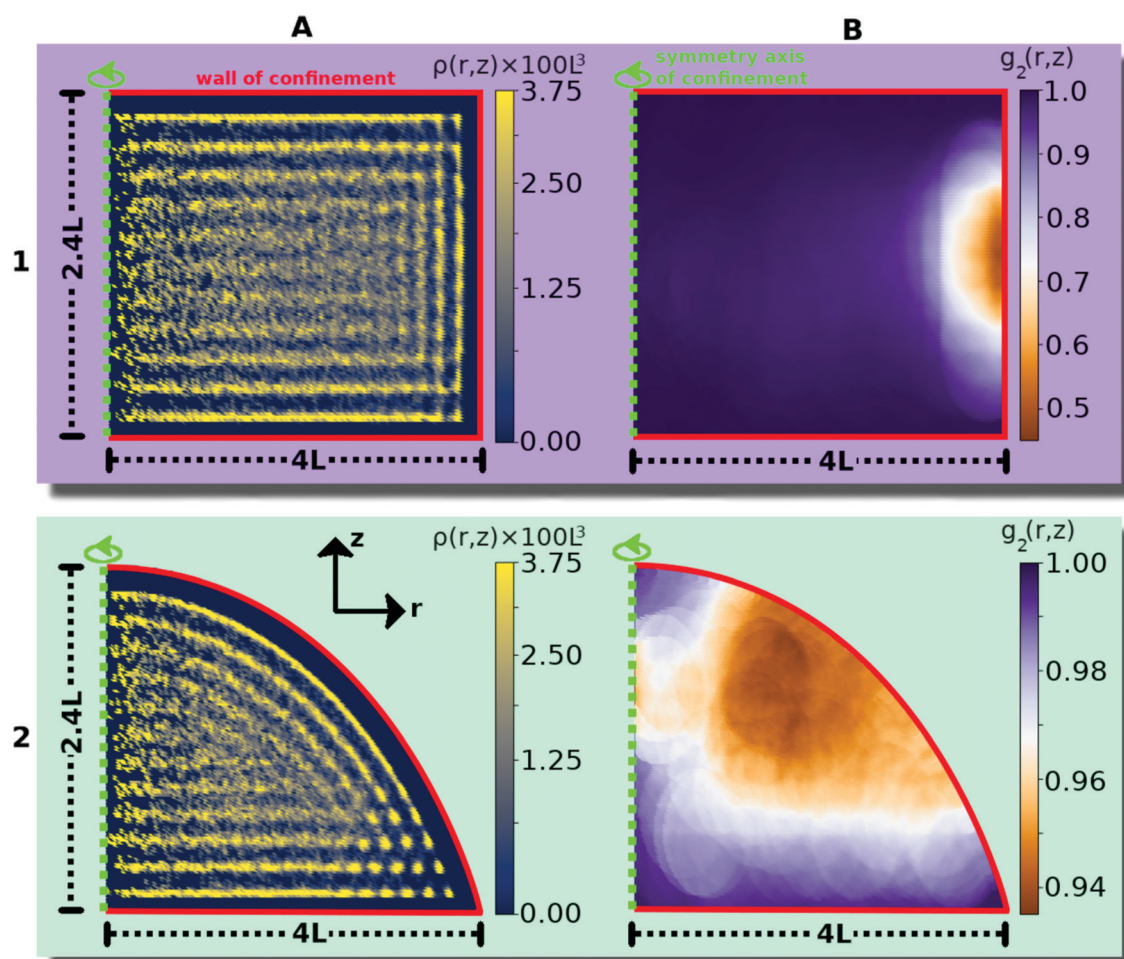 A
B
wall of confinement
ρ(r,z)×100L³
symmetry axis
of confinement
g₂(r,z)
1
2.4L
3.75
2.50
1.25
0.00
4L
1.0
0.9
0.8
0.7
0.6
0.5
4L
2
2.4L
z
r
ρ(r,z)×100L³
3.75
2.50
1.25
0.00
4L
g₂(r,z)
1.00
0.98
0.96
0.94
4L